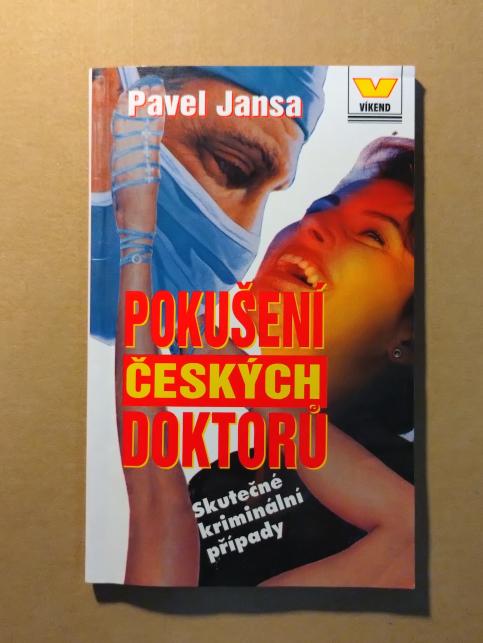 Pavel Jansa
VÍKEND
POKUŠENÍ
ČESKÝCH
DOKTORŮ
Skutečné
kriminální
případy